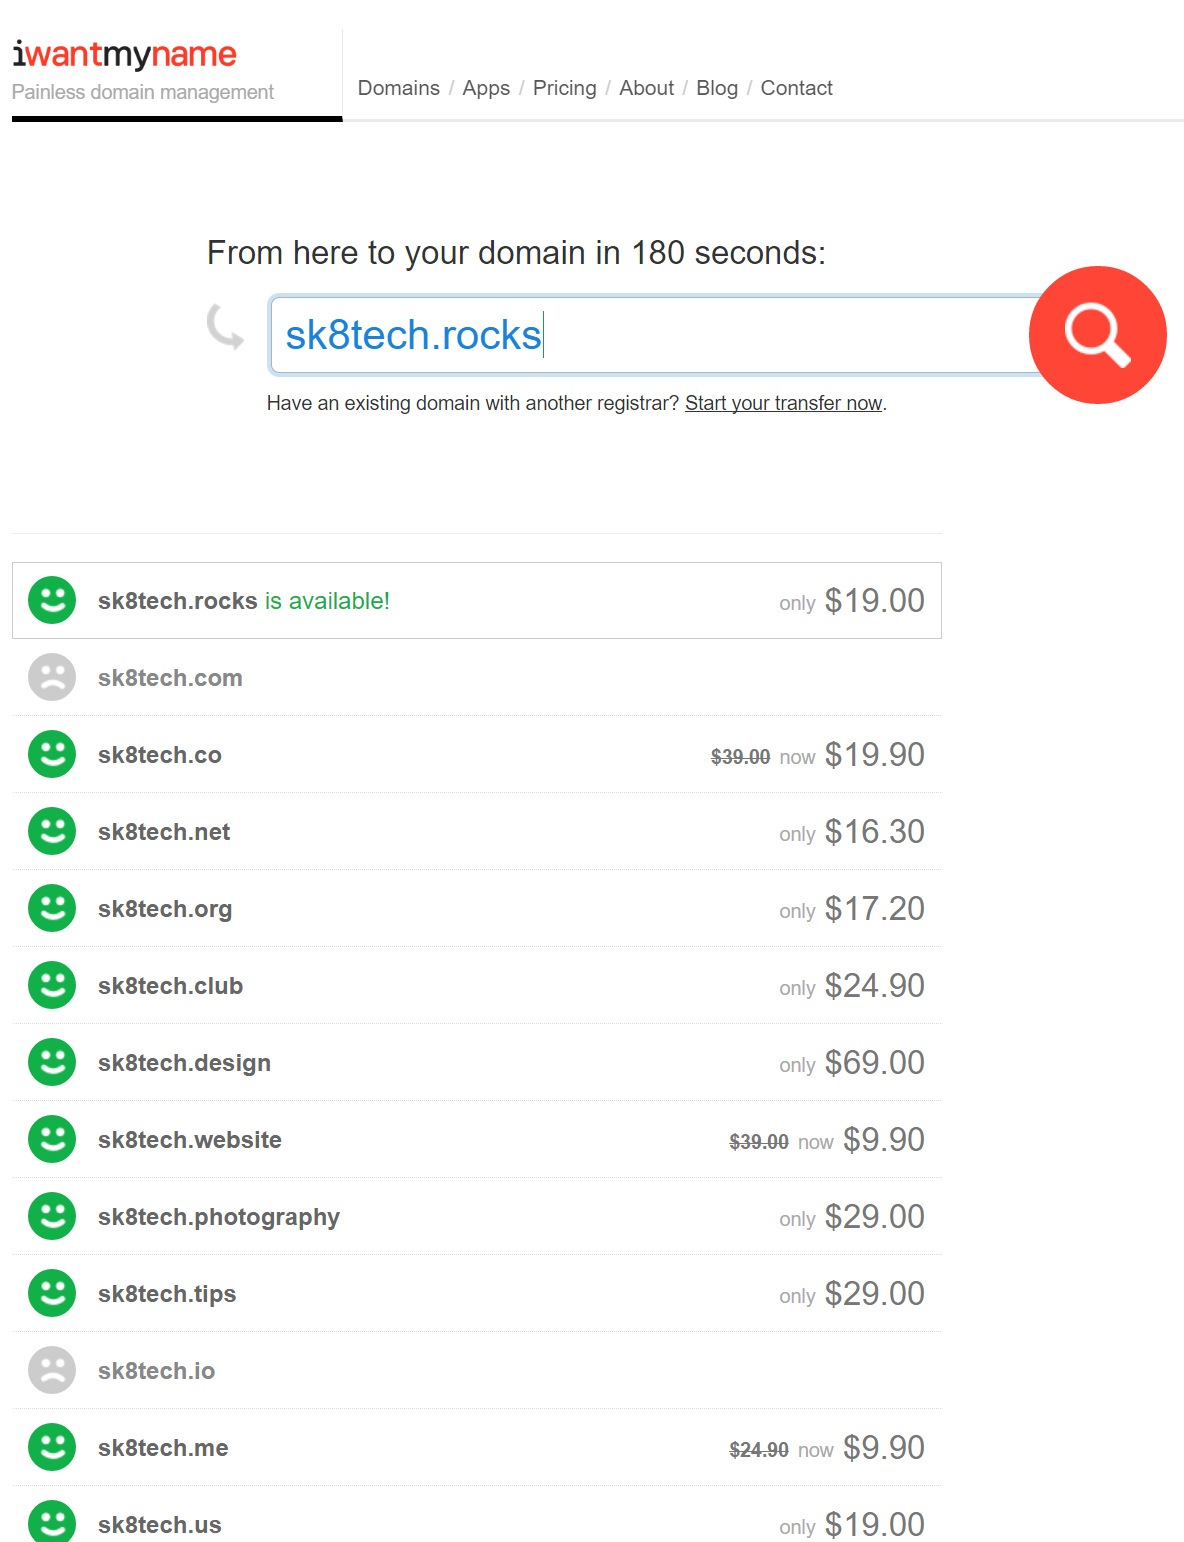 iwantmyname
Painless domain management
Domains / Apps / Pricing / About / Blog / Contact
From here to your domain in 180 seconds:
sk8tech.rocks
Have an existing domain with another registrar? Start your transfer now.
sk8tech.rocks is available! only $19.00
sk8tech.com
sk8tech.co $39.00 now $19.90
sk8tech.net only $16.30
sk8tech.org only $17.20
sk8tech.club only $24.90
sk8tech.design only $69.00
sk8tech.website $39.00 now $9.90
sk8tech.photography only $29.00
sk8tech.tips only $29.00
sk8tech.io
sk8tech.me $24.90 now $9.90
sk8tech.us only $19.00